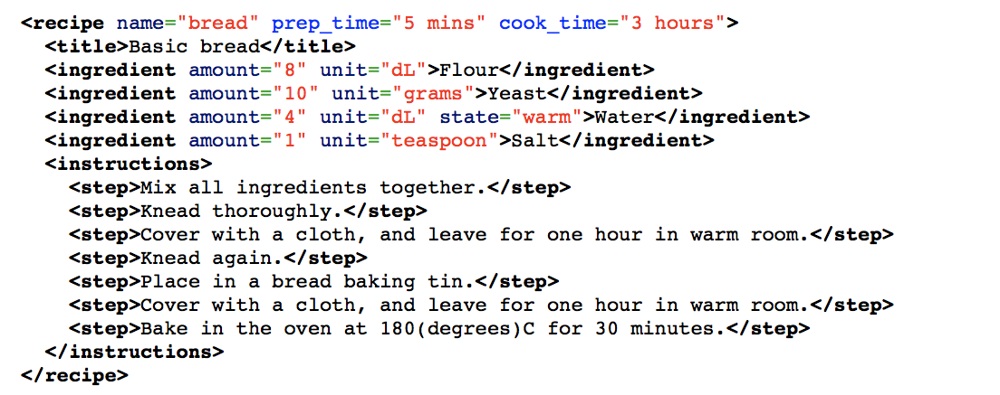 <recipe name="bread" prep_time="5 mins" cook_time="3 hours">
  <title>Basic bread</title>
  <ingredient amount="8" unit="dL">Flour</ingredient>
  <ingredient amount="10" unit="grams">Yeast</ingredient>
  <ingredient amount="4" unit="dL" state="warm">Water</ingredient>
  <ingredient amount="1" unit="teaspoon">Salt</ingredient>
  <instructions>
    <step>Mix all ingredients together.</step>
    <step>Knead thoroughly.</step>
    <step>Cover with a cloth, and leave for one hour in warm room.</step>
    <step>Knead again.</step>
    <step>Place in a bread baking tin.</step>
    <step>Cover with a cloth, and leave for one hour in warm room.</step>
    <step>Bake in the oven at 180(degrees)C for 30 minutes.</step>
  </instructions>
</recipe>